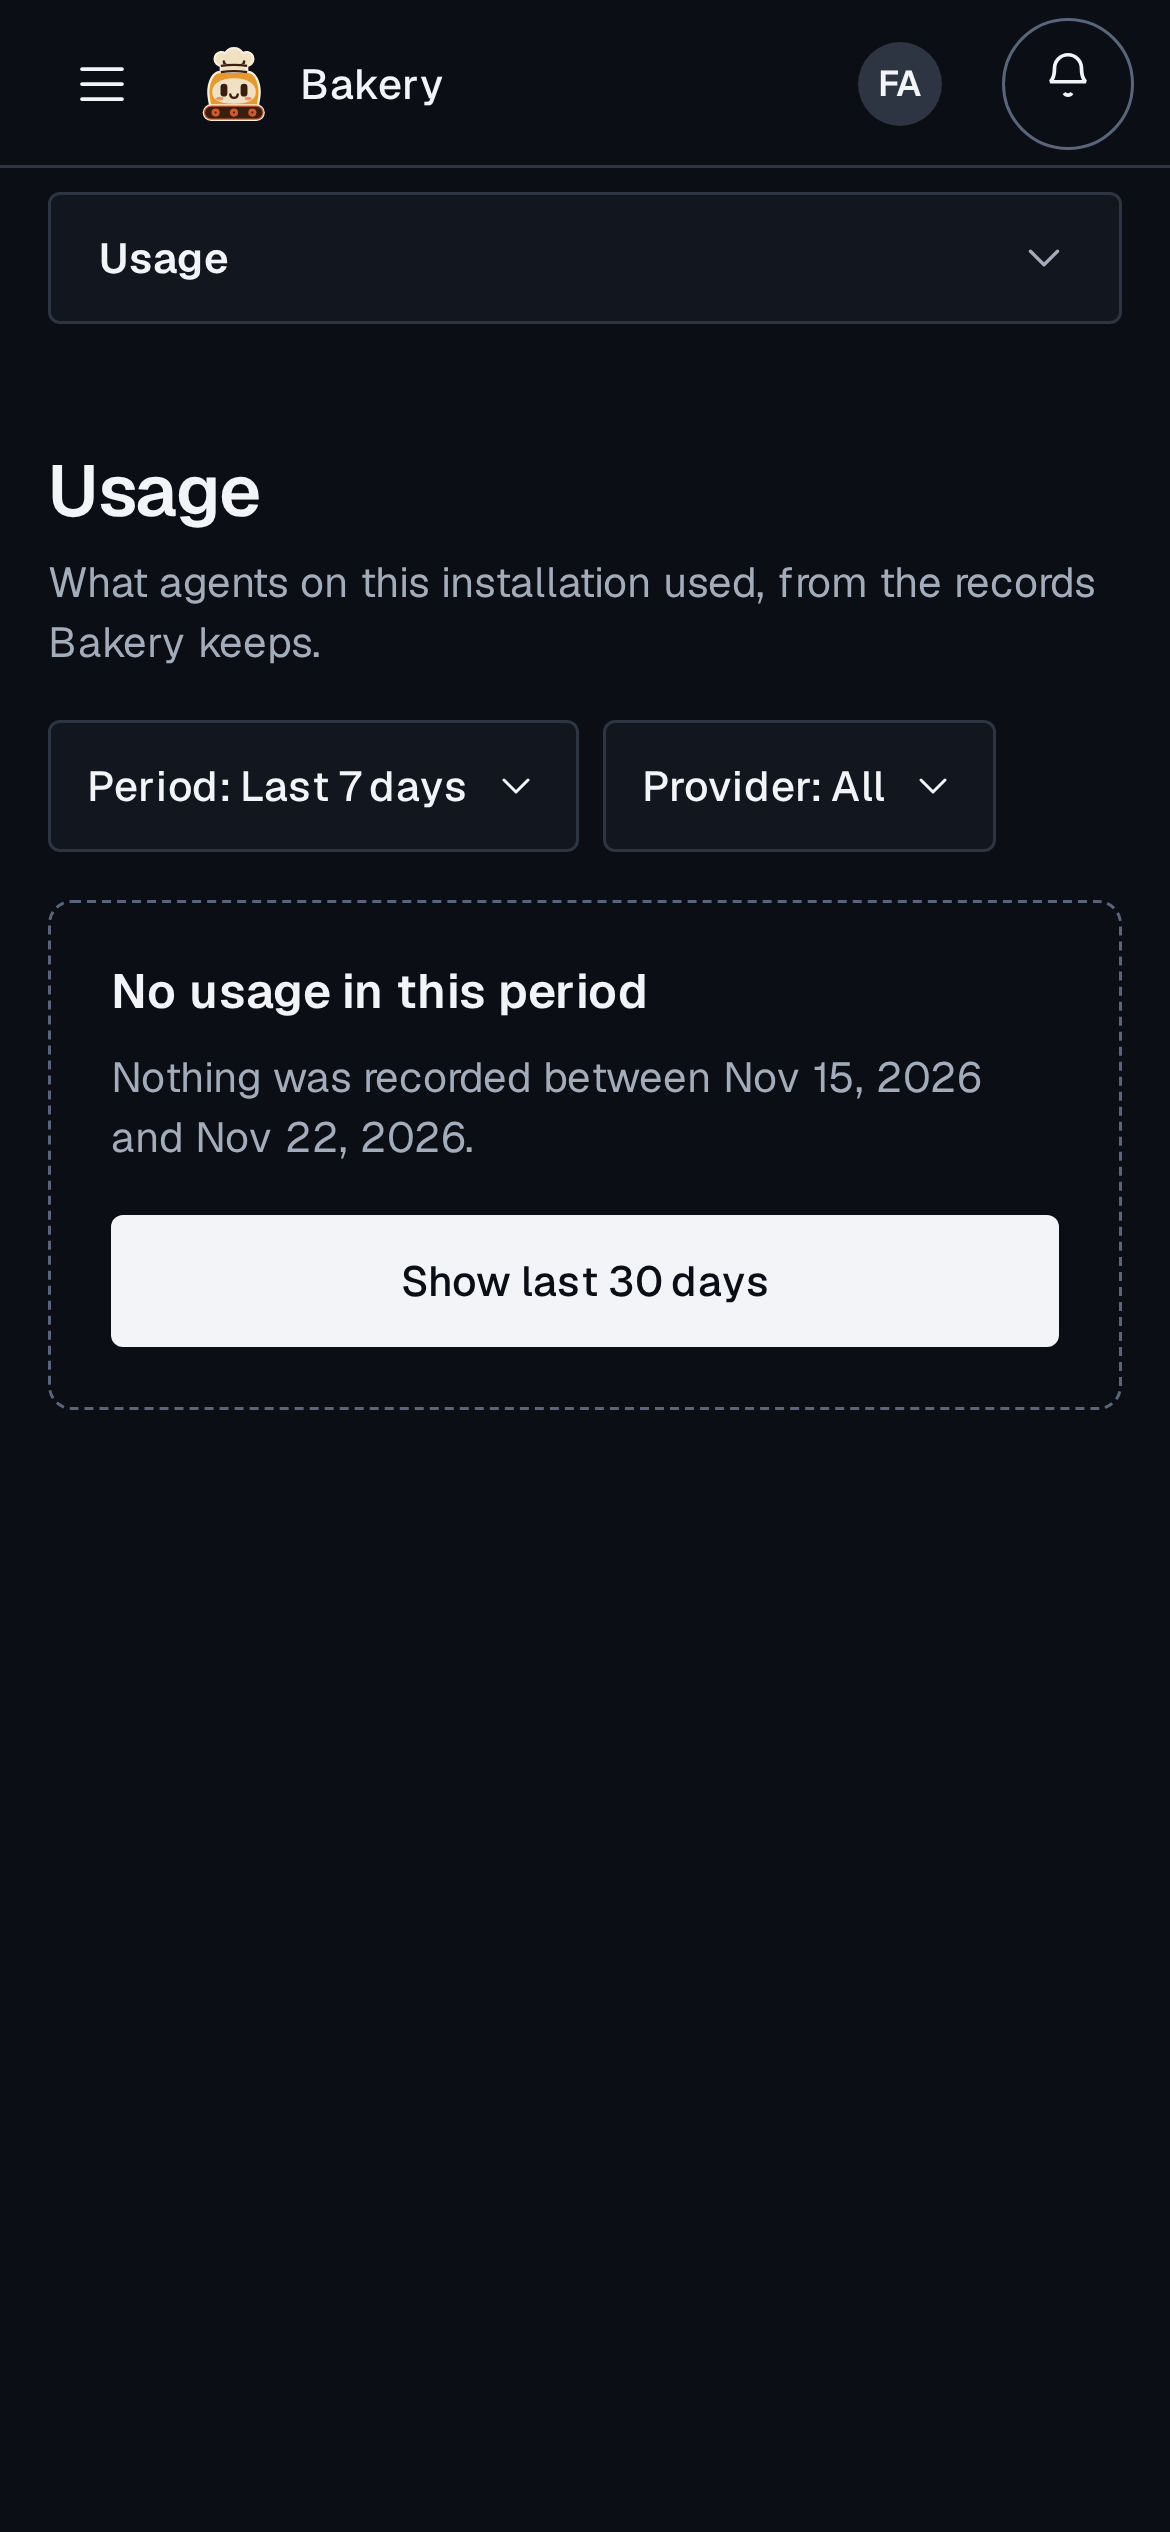 Bakery
FA
Usage
Usage
What agents on this installation used, from the records
Bakery keeps.
Period: Last 7 days
Provider: All
No usage in this period
Nothing was recorded between Nov 15, 2026
and Nov 22, 2026.
Show last 30 days